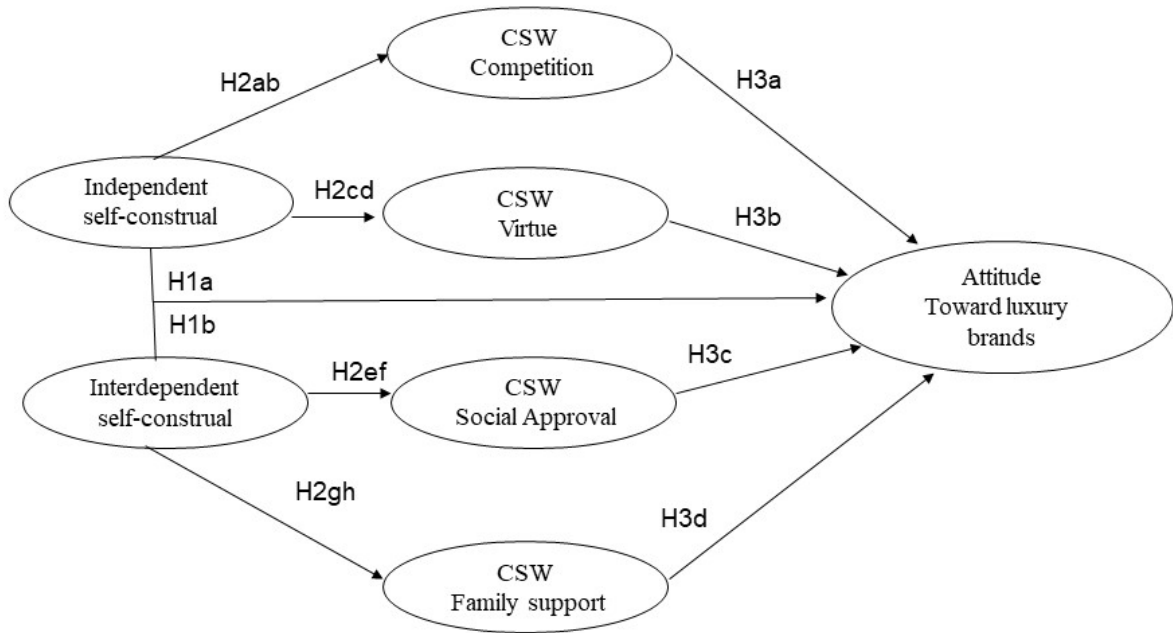 CSW
Competition
H2ab
H3a
Independent
self-construal
H2cd
CSW
Virtue
H3b
H1a
H1b
Attitude
Toward luxury
brands
Interdependent
self-construal
H2ef
CSW
Social Approval
H3c
H2gh
H3d
CSW
Family support